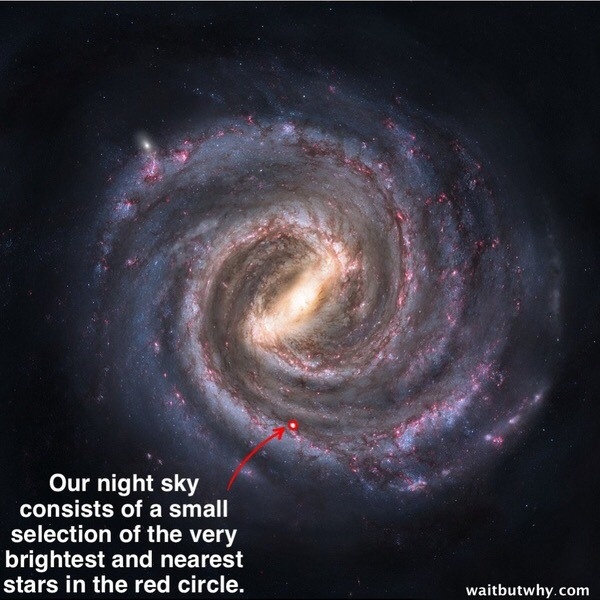 Our night sky
consists of a small
selection of the very
brightest and nearest
stars in the red circle.
waitbutwhy.com